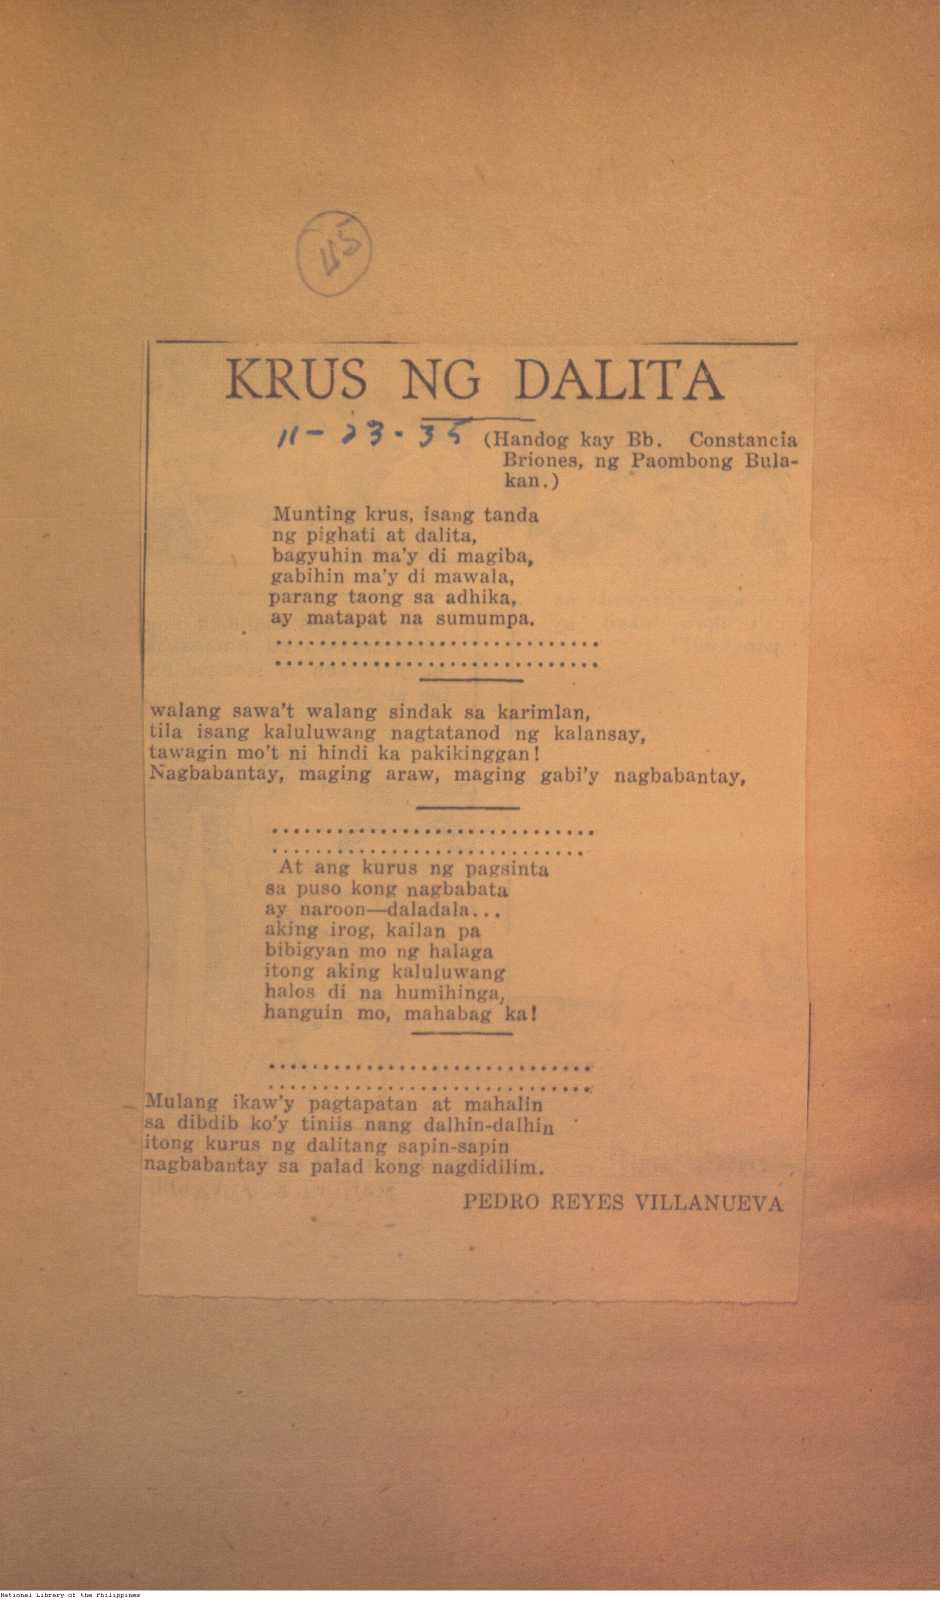 45
KRUS NG DALITA
11-23-35
(Handog kay Bb. Constancia
Briones, ng Paombong Bula-
kan.)
Munting krus, isang tanda
ng pighati at dalita,
bagyuhin ma'y di magiba,
gabihin ma'y di mawala,
parang taong sa adhika,
ay matapat na sumumpa.
..............................
..............................
walang sawa't walang sindak sa karimlan,
tila isang kaluluwang nagtatanod ng kalansay,
tawagin mo't ni hindi ka pakikinggan!
Nagbabantay, maging araw, maging gabi'y nagbabantay,
..............................
..............................
At ang kurus ng pagsinta
sa puso kong nagbabata
ay naroon—daladala...
aking irog, kailan pa
bibigyan mo ng halaga
itong aking kaluluwang
halos di na humihinga,
hanguin mo, mahabag ka!
..............................
..............................
Mulang ikaw'y pagtapatan at mahalin
sa dibdib ko'y tiniis nang dalhin-dalhin
itong kurus ng dalitang sapin-sapin
nagbabantay sa palad kong nagdidilim.
PEDRO REYES VILLANUEVA
National Library of the Philippines